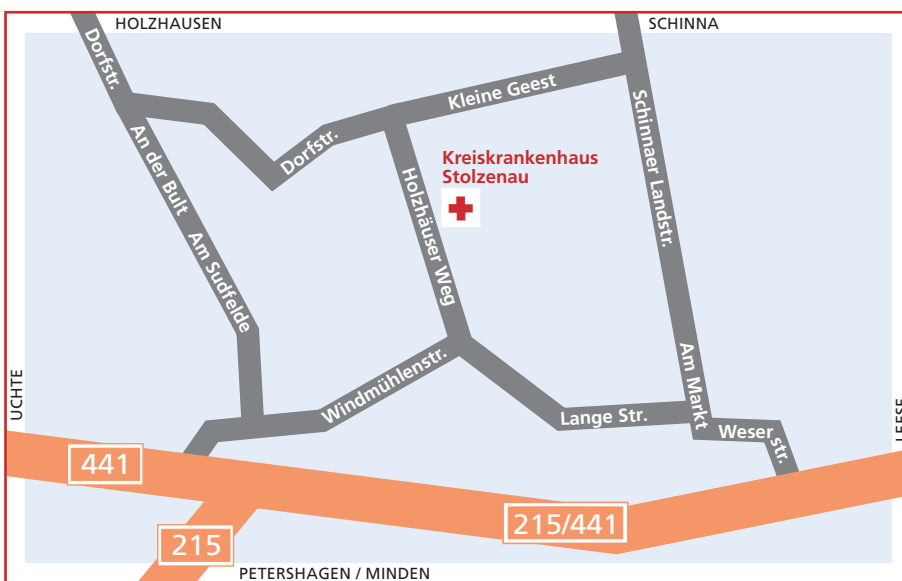 HOLZHAUSEN
SCHINNA
Dorfstr.
Kleine Geest
Schinnaer Landstr.
An der Bult
Dorfstr.
Kreiskrankenhaus
Stolzenau
Holzhäuser Weg
Am Sudfelde
Windmühlenstr.
Am Markt
UCHTE
Lange Str.
Weser
str.
LEESE
441
215/441
215
PETERSHAGEN / MINDEN